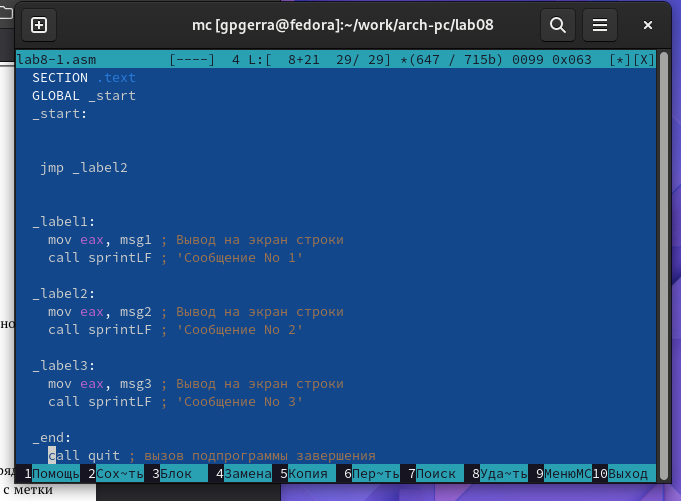 mc [gpgerra@fedora]:~/work/arch-pc/lab08
lab8-1.asm [----] 4 L:[ 8+21 29/ 29] *(647 / 715b) 0099 0x063 [*][X]
SECTION .text
GLOBAL _start
_start:
jmp _label2
_label1:
mov eax, msg1 ; Вывод на экран строки
call sprintLF ; 'Сообщение No 1'
_label2:
mov eax, msg2 ; Вывод на экран строки
call sprintLF ; 'Сообщение No 2'
_label3:
mov eax, msg3 ; Вывод на экран строки
call sprintLF ; 'Сообщение No 3'
_end:
call quit ; вызов подпрограммы завершения
1Помощь 2Сох~ть 3Блок 4Замена 5Копия 6Пер~ть 7Поиск 8Уда~ть 9МенюMC 10Выход
но
ряд
с метки